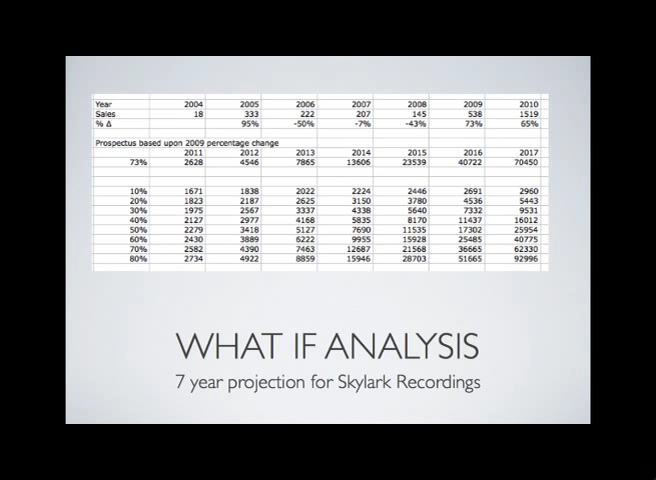 Year 2004 2005 2006 2007 2008 2009 2010
Sales 18 333 222 207 145 538 1519
% Δ 95% -50% -7% -43% 73% 65%
Prospectus based upon 2009 percentage change
2011 2012 2013 2014 2015 2016 2017
73% 2628 4546 7865 13606 23539 40722 70450
10% 1671 1838 2022 2224 2446 2691 2960
20% 1823 2187 2625 3150 3780 4536 5443
30% 1975 2567 3337 4338 5640 7332 9531
40% 2127 2977 4168 5835 8170 11437 16012
50% 2279 3418 5127 7690 11535 17302 25954
60% 2430 3889 6222 9955 15928 25485 40775
70% 2582 4390 7463 12687 21568 36665 62330
80% 2734 4922 8859 15946 28703 51665 92996
WHAT IF ANALYSIS
7 year projection for Skylark Recordings